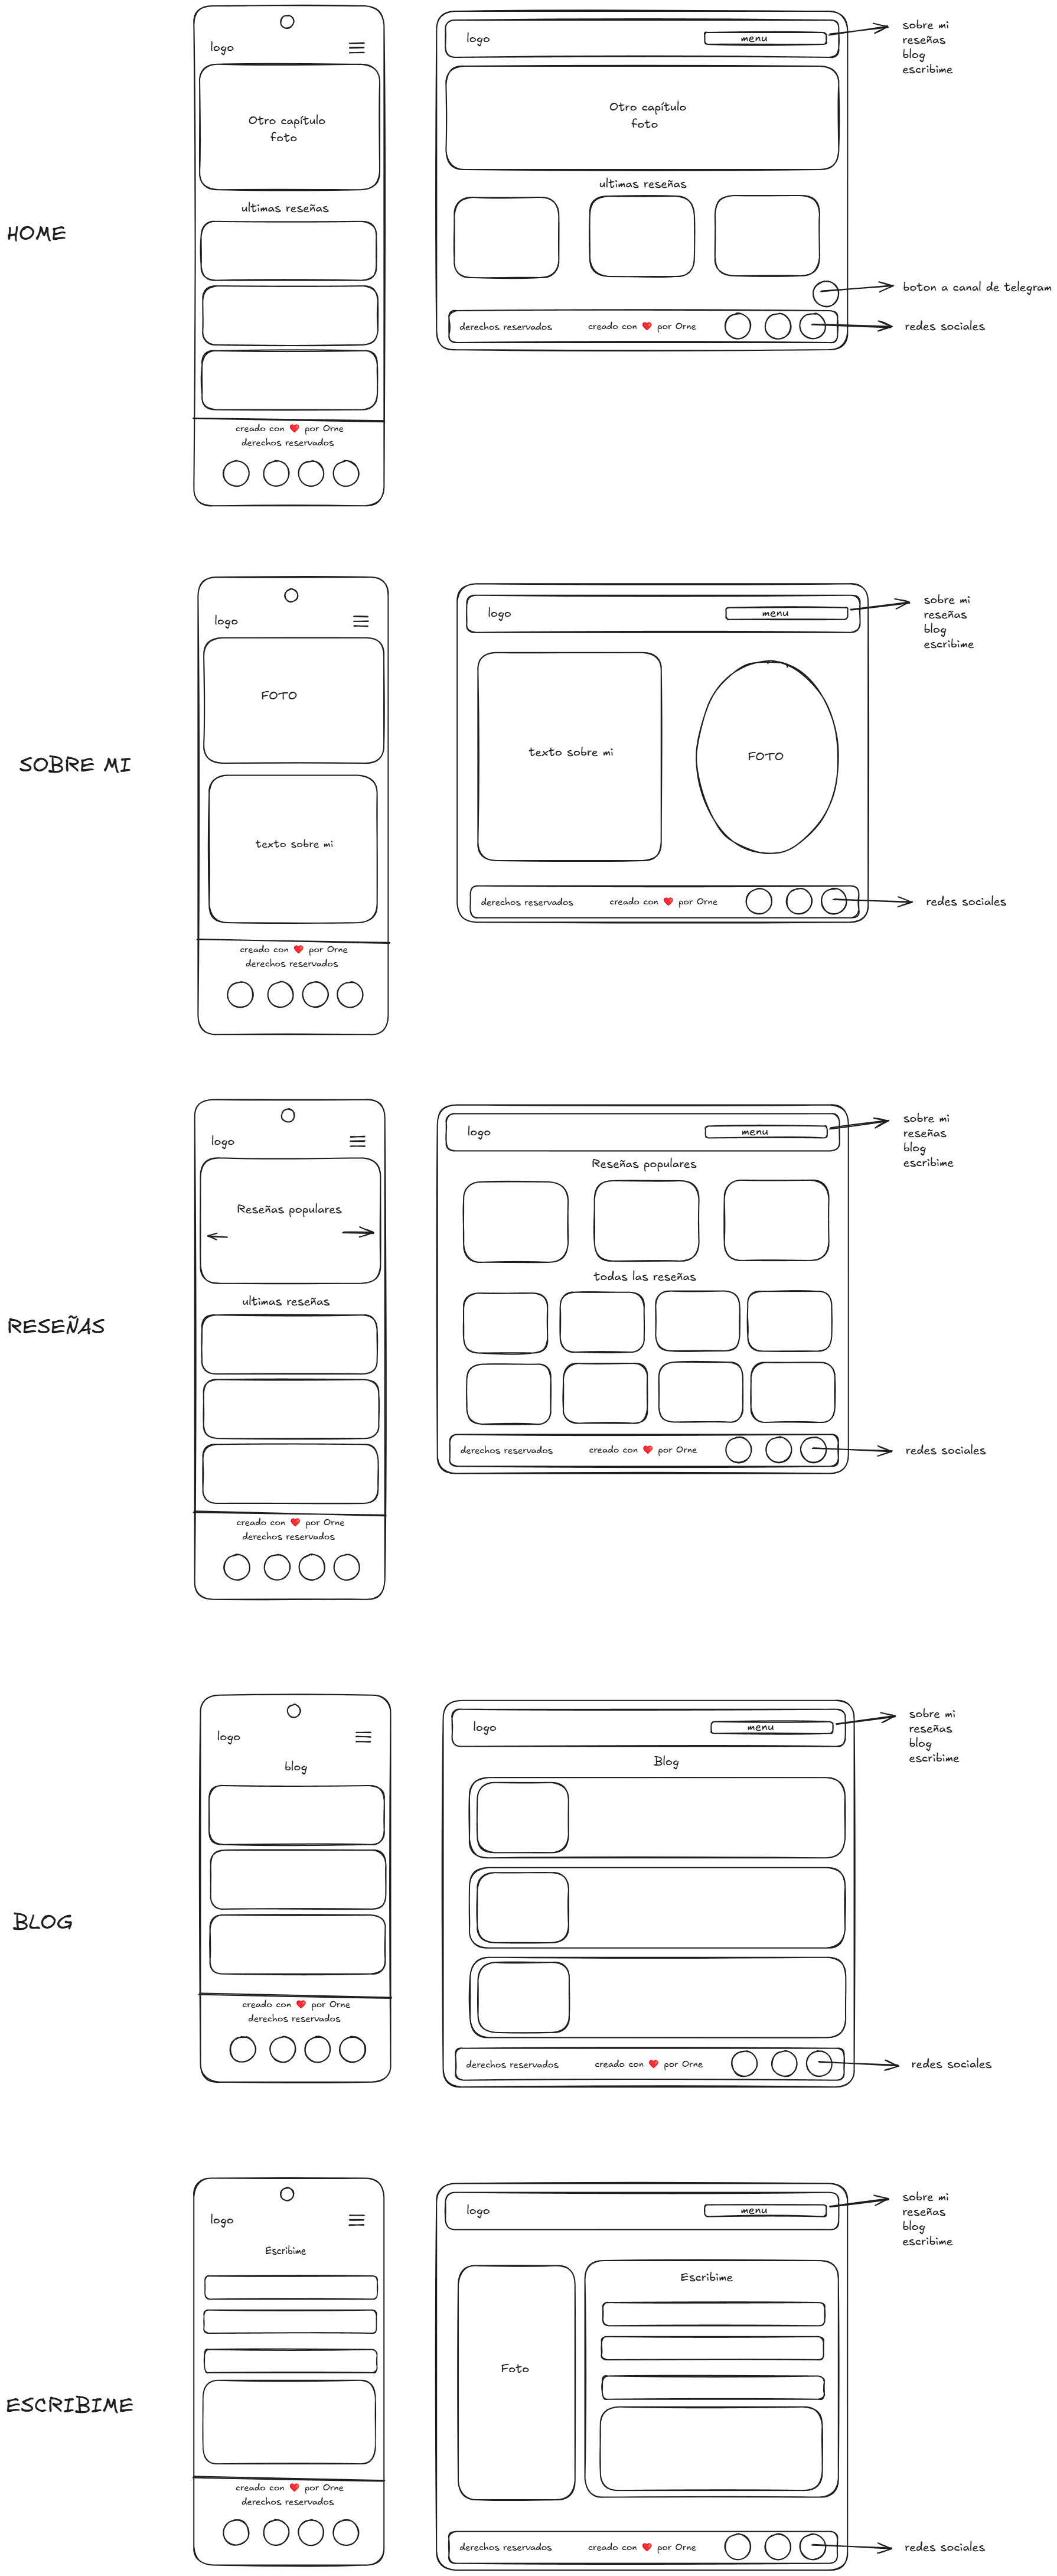 HOME
logo
Otro capítulo
foto
ultimas reseñas
creado con ❤️ por Orne
derechos reservados
logo
menu
sobre mi
reseñas
blog
escribime
Otro capítulo
foto
ultimas reseñas
boton a canal de telegram
derechos reservados
creado con ❤️ por Orne
redes sociales
SOBRE MI
logo
FOTO
texto sobre mi
creado con ❤️ por Orne
derechos reservados
logo
menu
sobre mi
reseñas
blog
escribime
texto sobre mi
FOTO
derechos reservados
creado con ❤️ por Orne
redes sociales
RESEÑAS
logo
Reseñas populares
ultimas reseñas
creado con ❤️ por Orne
derechos reservados
logo
menu
sobre mi
reseñas
blog
escribime
Reseñas populares
todas las reseñas
derechos reservados
creado con ❤️ por Orne
redes sociales
BLOG
logo
blog
creado con ❤️ por Orne
derechos reservados
logo
menu
sobre mi
reseñas
blog
escribime
Blog
derechos reservados
creado con ❤️ por Orne
redes sociales
ESCRIBIME
logo
Escribime
creado con ❤️ por Orne
derechos reservados
logo
menu
sobre mi
reseñas
blog
escribime
Foto
Escribime
derechos reservados
creado con ❤️ por Orne
redes sociales